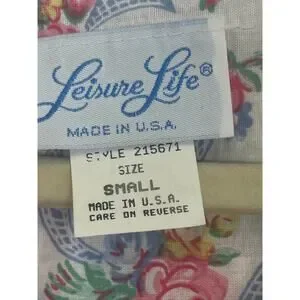 Leisure Life®
MADE IN U.S.A.
STYLE 215671
SIZE
SMALL
MADE IN U.S.A.
CARE ON REVERSE